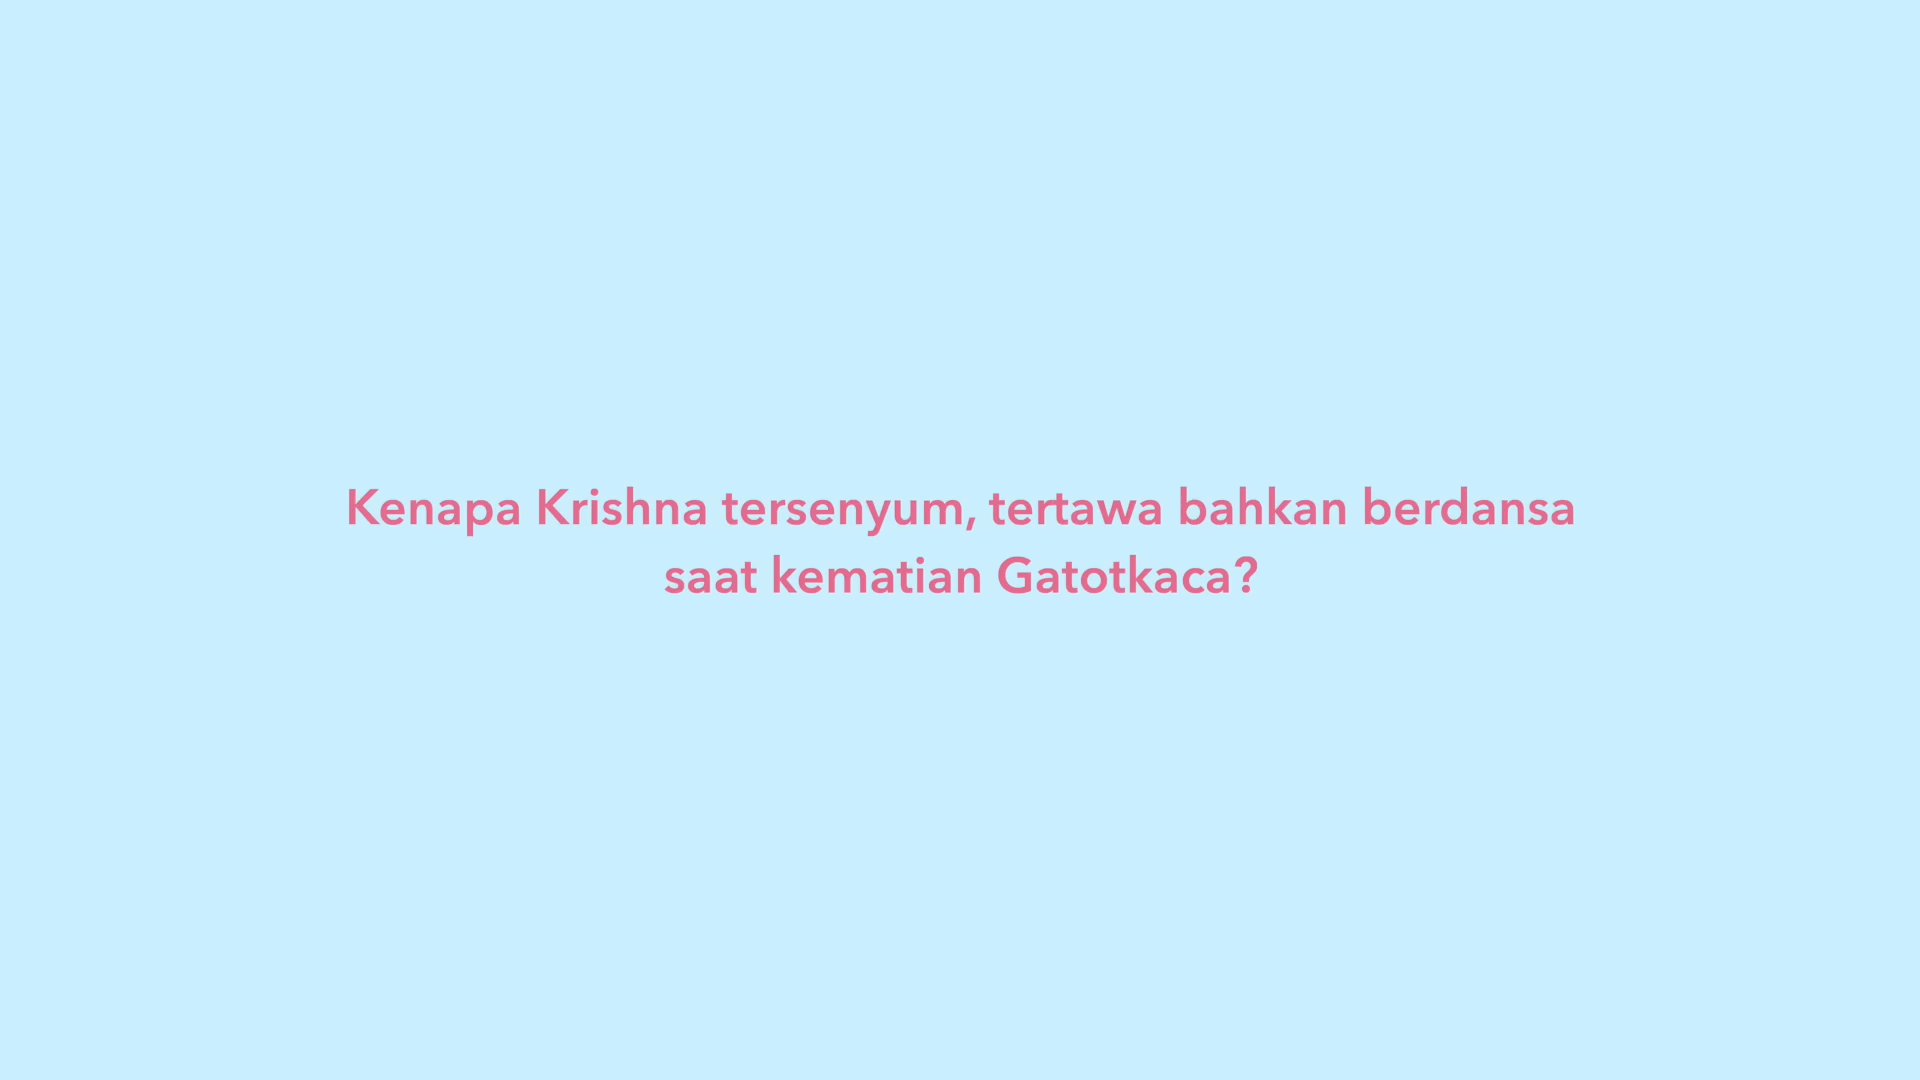 Kenapa Krishna tersenyum, tertawa bahkan berdansa
saat kematian Gatotkaca?